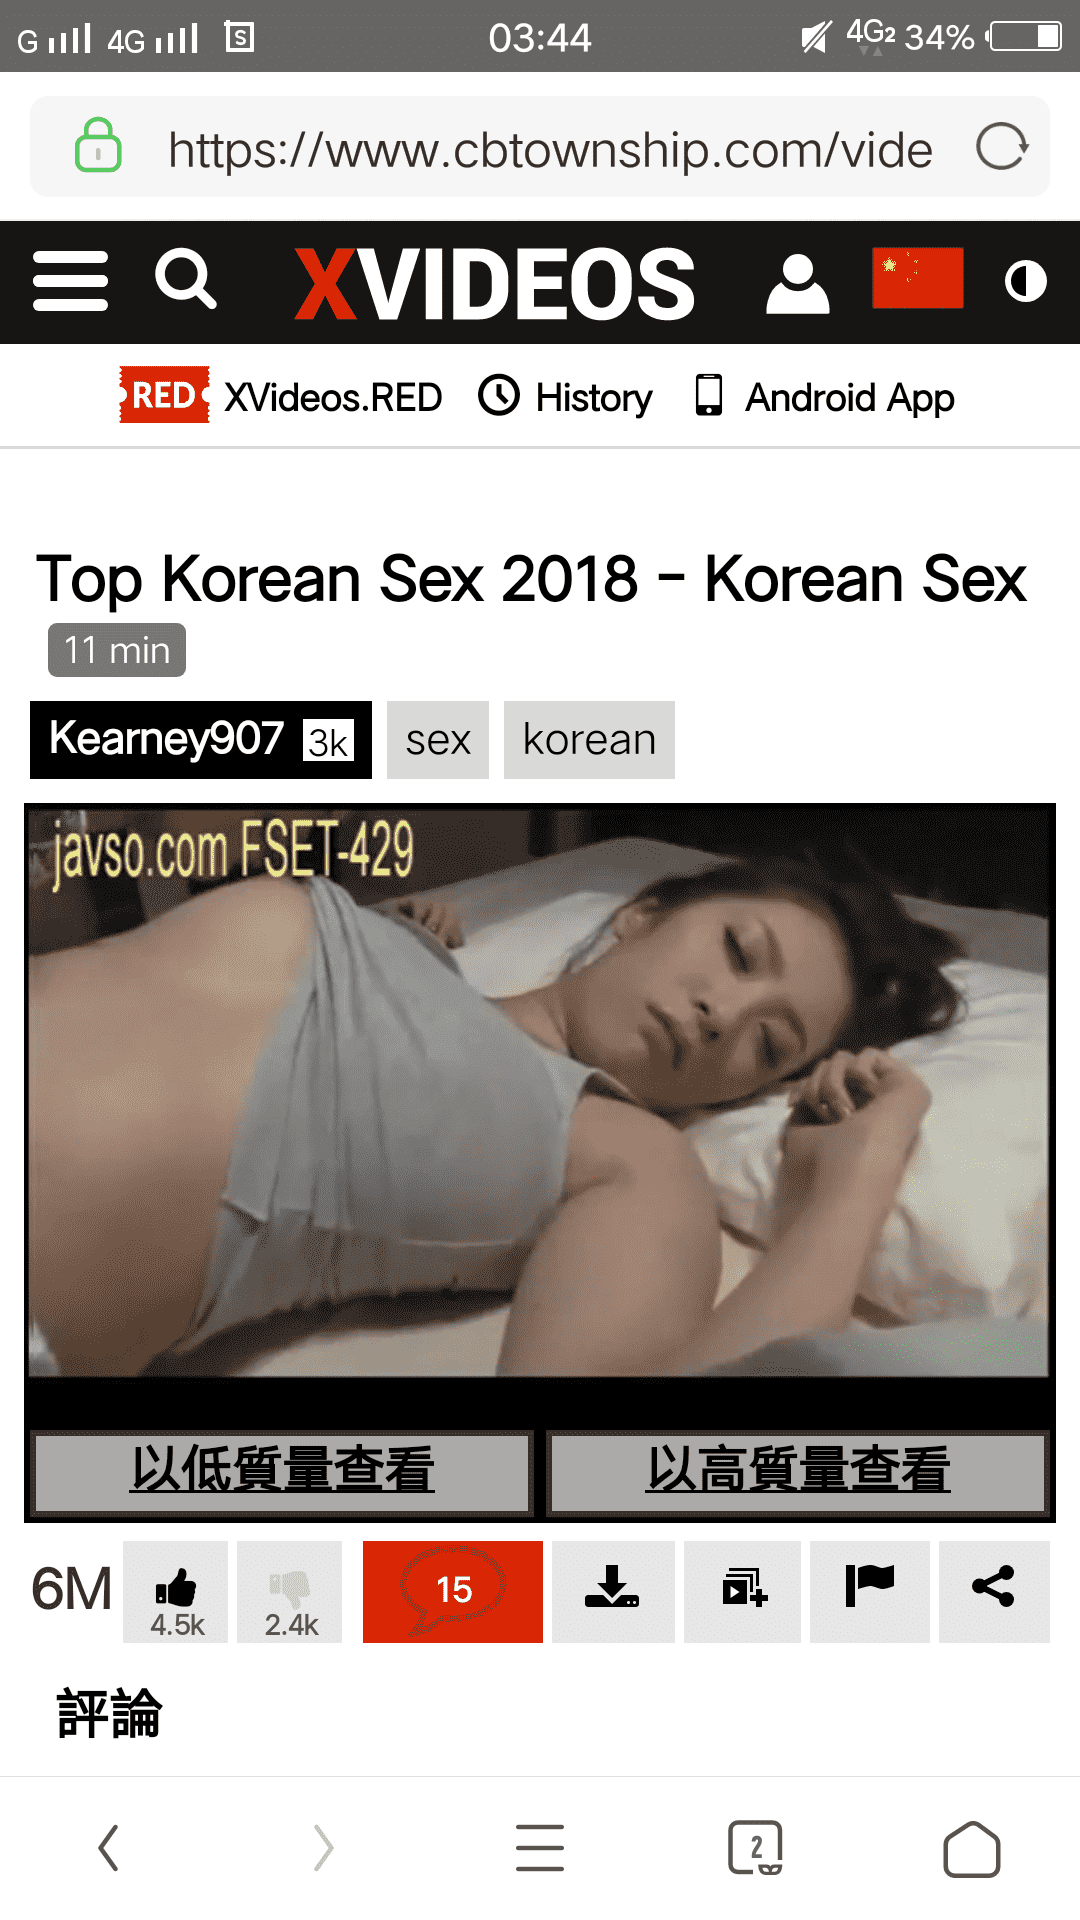 G 4G S 03:44 4G2 34%
https://www.cbtownship.com/vide
XVIDEOS
RED XVideos.RED History Android App
Top Korean Sex 2018 - Korean Sex
11 min
Kearney907 3k sex korean
javso.com FSET-429
以低質量查看 以高質量查看
6M 4.5k 2.4k 15
評論
2